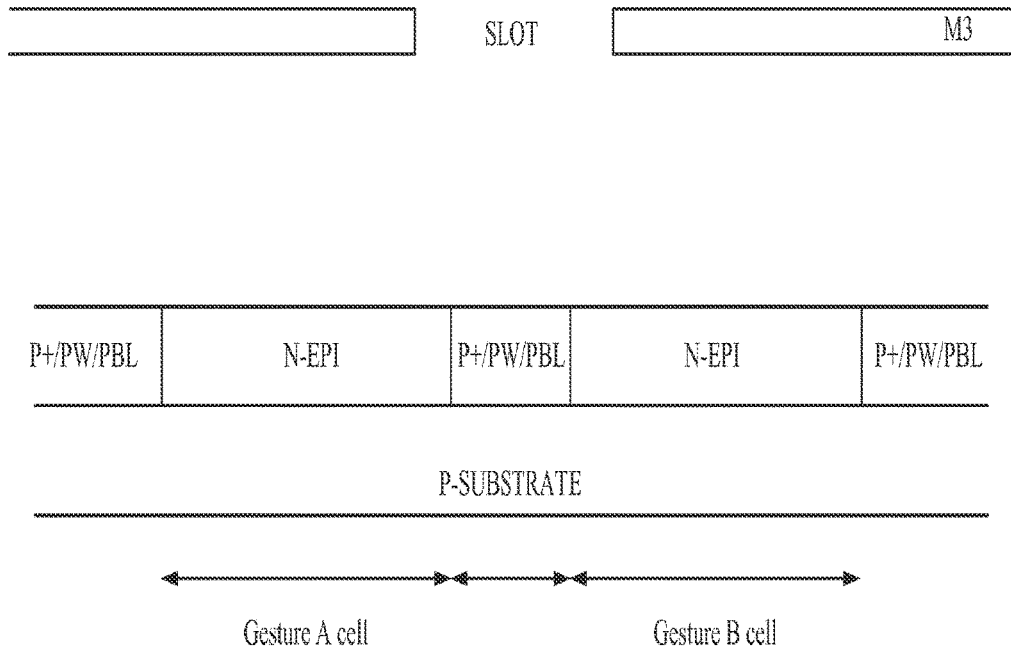 SLOT
M3
P+/PW/PBL N-EPI P+/PW/PBL N-EPI P+/PW/PBL
P-SUBSTRATE
Gesture A cell Gesture B cell